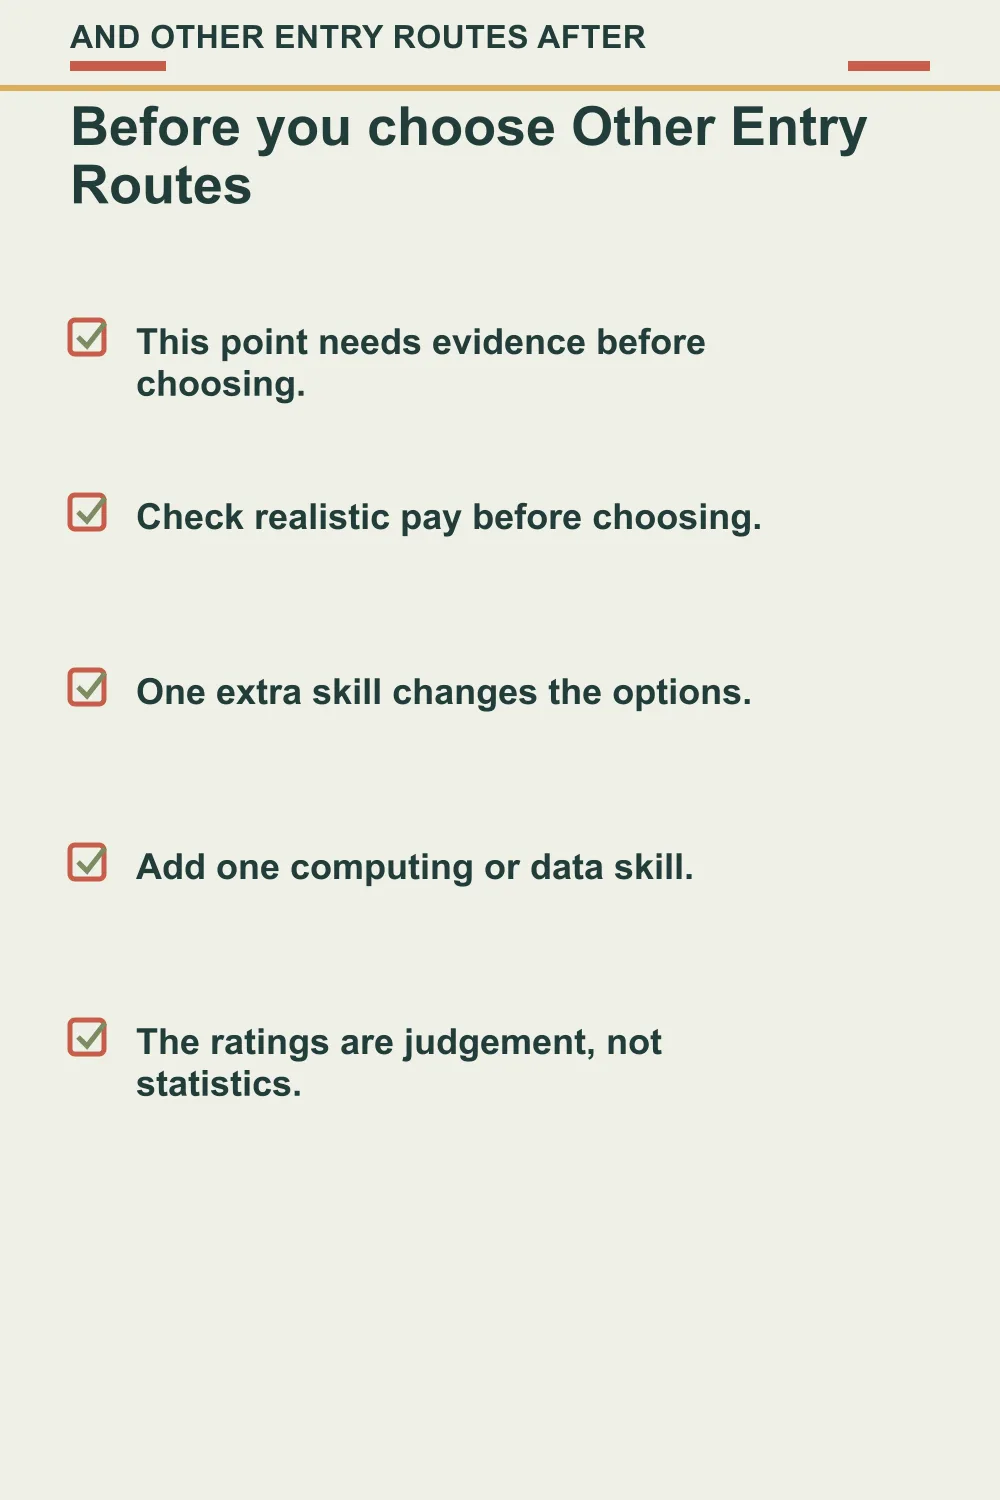 AND OTHER ENTRY ROUTES AFTER
Before you choose Other Entry
Routes
This point needs evidence before
choosing.
Check realistic pay before choosing.
One extra skill changes the options.
Add one computing or data skill.
The ratings are judgement, not
statistics.